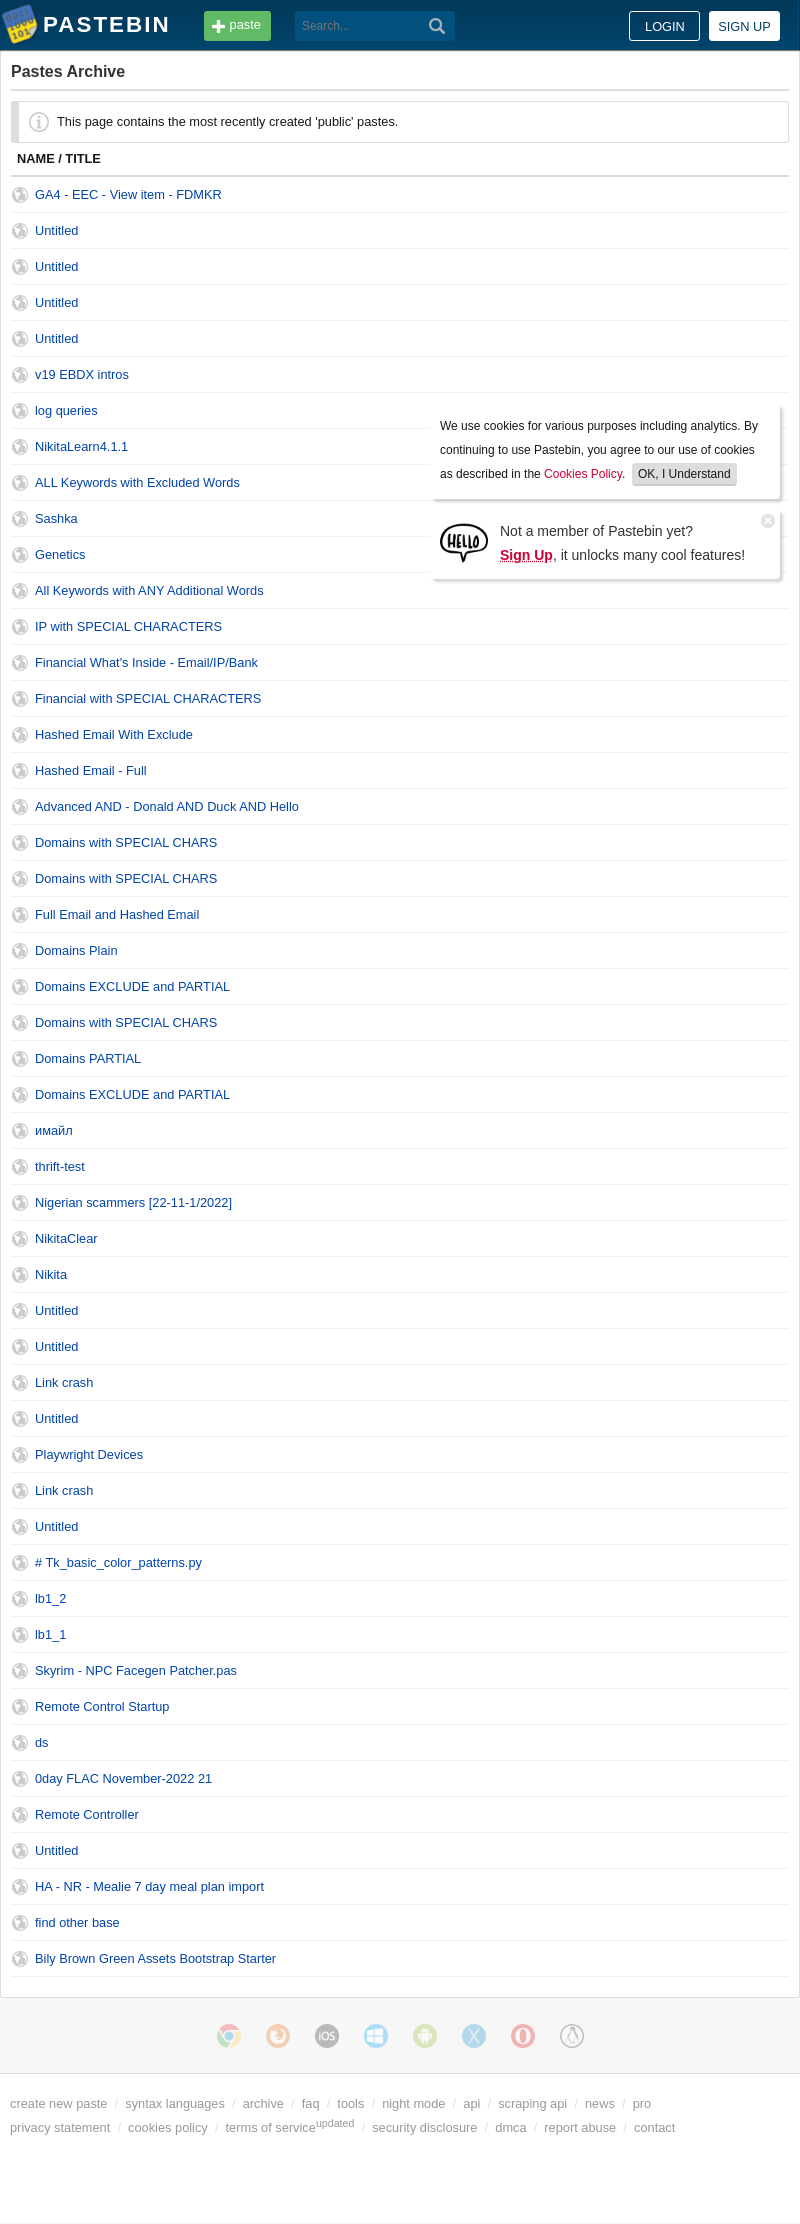 PASTEBIN
paste
Search...
LOGIN
SIGN UP
Pastes Archive
This page contains the most recently created 'public' pastes.
NAME / TITLE
GA4 - EEC - View item - FDMKR
Untitled
Untitled
Untitled
Untitled
v19 EBDX intros
log queries
NikitaLearn4.1.1
ALL Keywords with Excluded Words
Sashka
Genetics
We use cookies for various purposes including analytics. By
continuing to use Pastebin, you agree to our use of cookies
as described in the Cookies Policy. OK, I Understand
HELLO
Not a member of Pastebin yet?
Sign Up, it unlocks many cool features!
All Keywords with ANY Additional Words
IP with SPECIAL CHARACTERS
Financial What's Inside - Email/IP/Bank
Financial with SPECIAL CHARACTERS
Hashed Email With Exclude
Hashed Email - Full
Advanced AND - Donald AND Duck AND Hello
Domains with SPECIAL CHARS
Domains with SPECIAL CHARS
Full Email and Hashed Email
Domains Plain
Domains EXCLUDE and PARTIAL
Domains with SPECIAL CHARS
Domains PARTIAL
Domains EXCLUDE and PARTIAL
имайл
thrift-test
Nigerian scammers [22-11-1/2022]
NikitaClear
Nikita
Untitled
Untitled
Link crash
Untitled
Playwright Devices
Link crash
Untitled
# Tk_basic_color_patterns.py
lb1_2
lb1_1
Skyrim - NPC Facegen Patcher.pas
Remote Control Startup
ds
0day FLAC November-2022 21
Remote Controller
Untitled
HA - NR - Mealie 7 day meal plan import
find other base
Bily Brown Green Assets Bootstrap Starter
iOS
create new paste / syntax languages / archive / faq / tools / night mode / api / scraping api / news / pro
privacy statement / cookies policy / terms of service updated / security disclosure / dmca / report abuse / contact